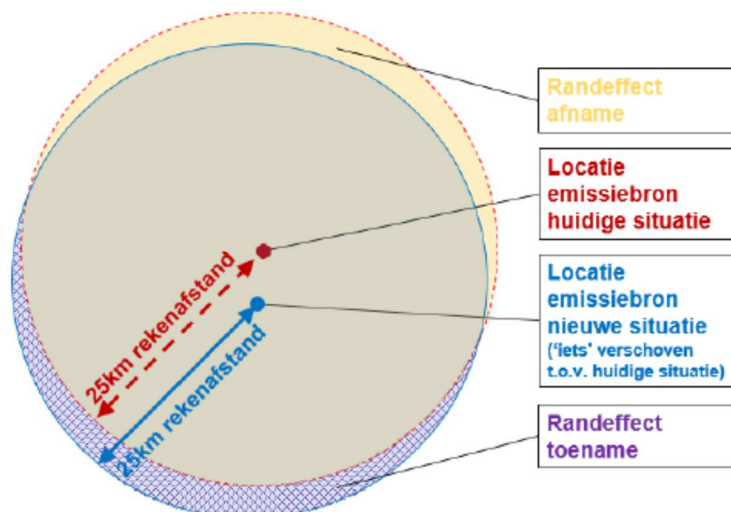 Randeffect
afname
Locatie
emissiebron
huidige situatie
Locatie
emissiebron
nieuwe situatie
('iets' verschoven
t.o.v. huidige situatie)
Randeffect
toename
25km rekenafstand
25km rekenafstand